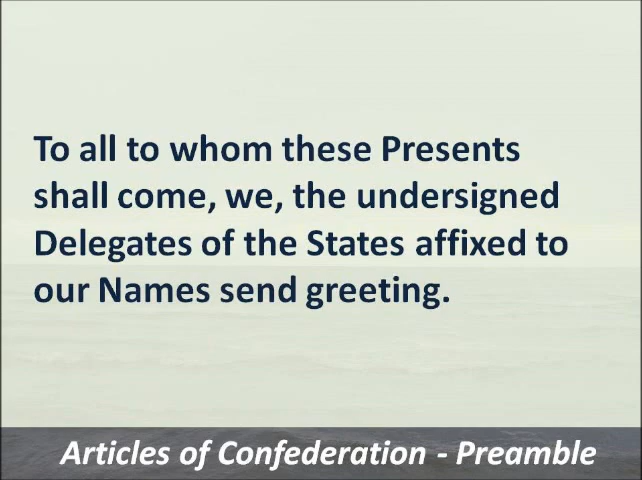 To all to whom these Presents
shall come, we, the undersigned
Delegates of the States affixed to
our Names send greeting.
Articles of Confederation - Preamble